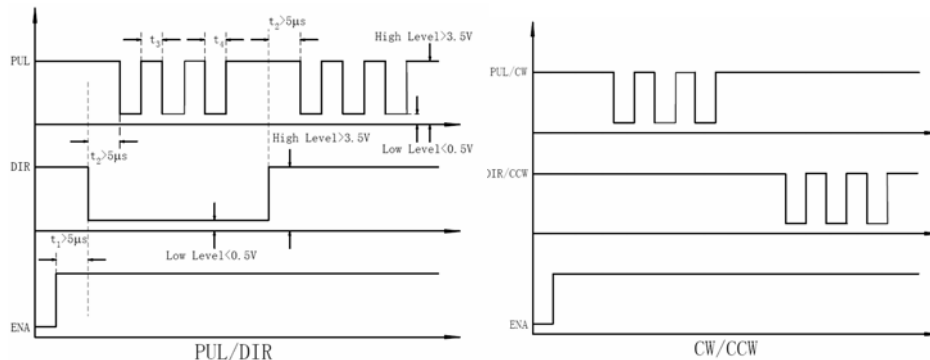 t2>5μs
t3
t4
High Level>3.5V
PUL
Low Level<0.5V
t2>5μs
High Level>3.5V
DIR
t1>5μs
Low Level<0.5V
ENA
PUL/DIR
PUL/CW
DIR/CCW
ENA
CW/CCW